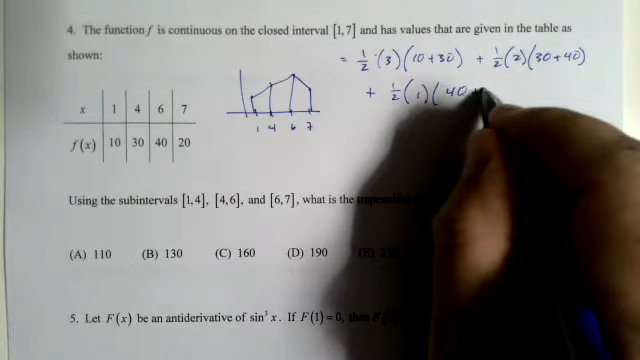 4. The function f is continuous on the closed interval [1,7] and has values that are given in the table as
shown:
= 1/2 · (3)(10+30) + 1/2 (2)(30+40)
+ 1/2 (1)(40 +
x 1 4 6 7
f(x) 10 30 40 20
1 4 6 7
Using the subintervals [1,4], [4,6], and [6,7], what is the trapezoidal
(A) 110 (B) 130 (C) 160 (D) 190 (E)
5. Let F(x) be an antiderivative of sin³ x. If F(1) = 0, then